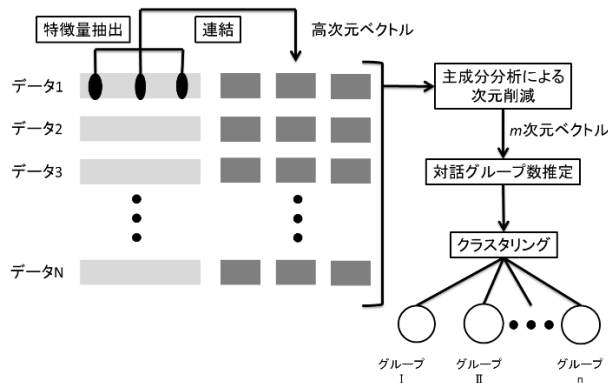 特徴量抽出
連結
高次元ベクトル
データ1
データ2
データ3
データN
主成分分析による
次元削減
m次元ベクトル
対話グループ数推定
クラスタリング
グループ
I
グループ
II
グループ
n